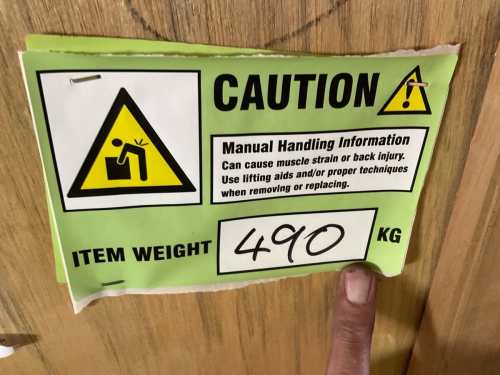 CAUTION
Manual Handling Information
Can cause muscle strain or back injury.
Use lifting aids and/or proper techniques
when removing or replacing.
ITEM WEIGHT 490 KG